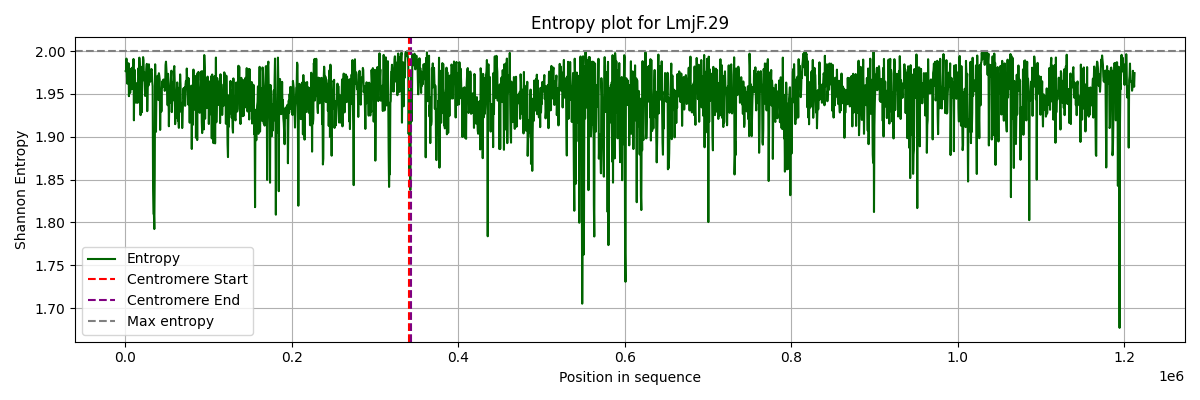 Entropy plot for LmjF.29
Shannon Entropy
2.00
1.95
1.90
1.85
1.80
1.75
1.70
Entropy
Centromere Start
Centromere End
Max entropy
0.0 0.2 0.4 0.6 0.8 1.0 1.2
1e6
Position in sequence